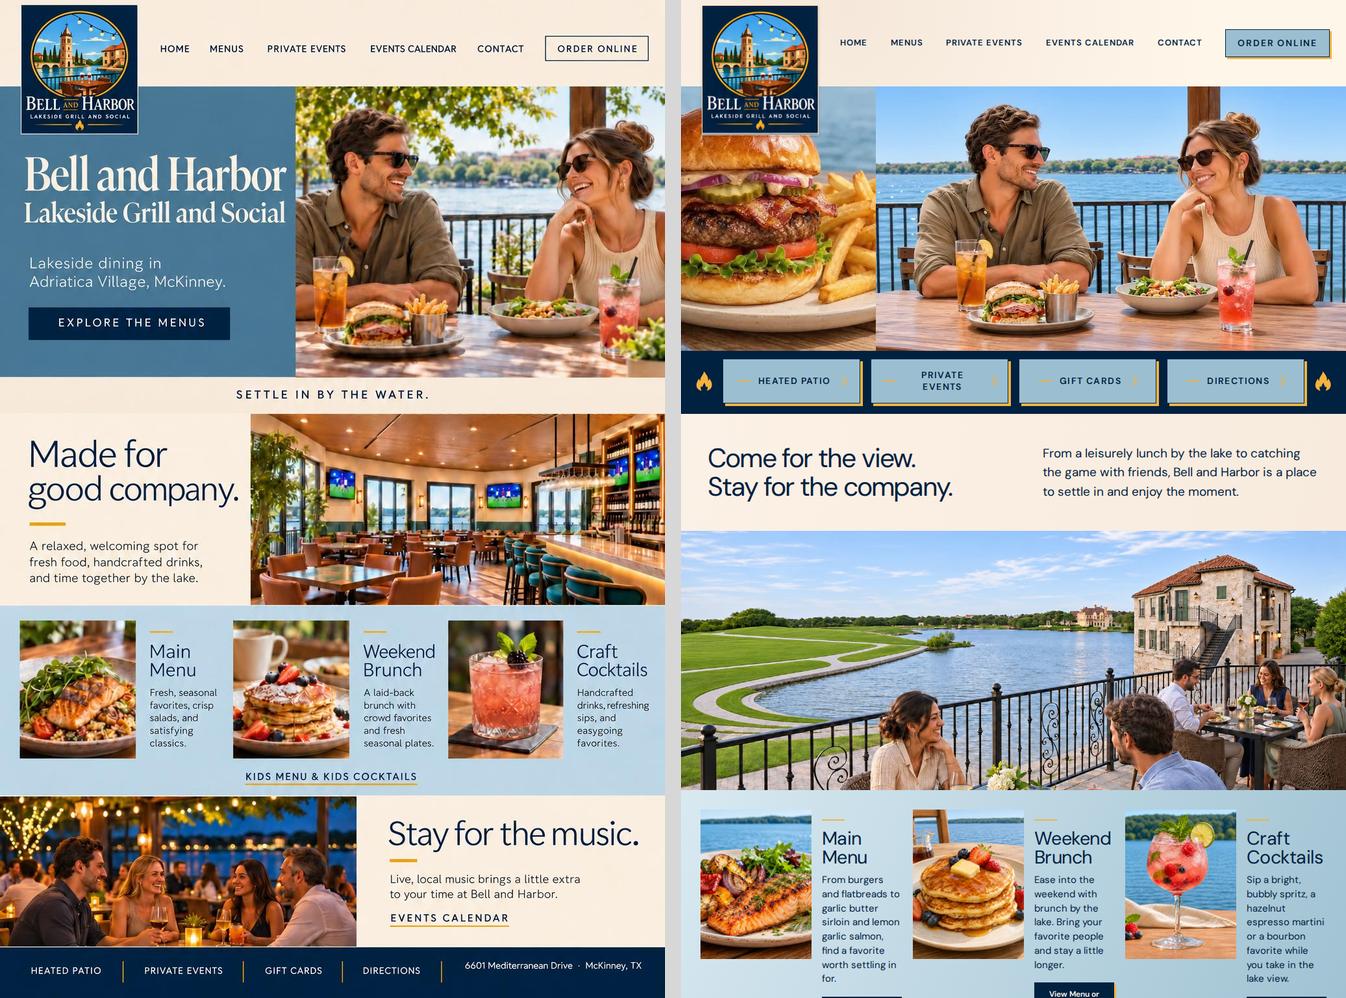 BELL AND HARBOR
LAKESIDE GRILL AND SOCIAL
HOME
MENUS
PRIVATE EVENTS
EVENTS CALENDAR
CONTACT
ORDER ONLINE
Bell and Harbor
Lakeside Grill and Social
Lakeside dining in
Adriatica Village, McKinney.
EXPLORE THE MENUS
SETTLE IN BY THE WATER.
Made for
good company.
A relaxed, welcoming spot for
fresh food, handcrafted drinks,
and time together by the lake.
Main
Menu
Fresh, seasonal
favorites, crisp
salads, and
satisfying
classics.
Weekend
Brunch
A laid-back
brunch with
crowd favorites
and fresh
seasonal plates.
Craft
Cocktails
Handcrafted
drinks, refreshing
sips, and
easygoing
favorites.
KIDS MENU & KIDS COCKTAILS
Stay for the music.
Live, local music brings a little extra
to your time at Bell and Harbor.
EVENTS CALENDAR
HEATED PATIO
PRIVATE EVENTS
GIFT CARDS
DIRECTIONS
6601 Mediterranean Drive · McKinney, TX
BELL AND HARBOR
LAKESIDE GRILL AND SOCIAL
HOME
MENUS
PRIVATE EVENTS
EVENTS CALENDAR
CONTACT
ORDER ONLINE
HEATED PATIO
PRIVATE
EVENTS
GIFT CARDS
DIRECTIONS
Come for the view.
Stay for the company.
From a leisurely lunch by the lake to catching
the game with friends, Bell and Harbor is a place
to settle in and enjoy the moment.
Main
Menu
From burgers
and flatbreads to
garlic butter
sirloin and lemon
garlic salmon,
find a favorite
worth settling in
for.
Weekend
Brunch
Ease into the
weekend with
brunch by the
lake. Bring your
favorite people
and stay a little
longer.
View Menu or
Craft
Cocktails
Sip a bright,
bubbly spritz, a
hazelnut
espresso martini
or a bourbon
favorite while
you take in the
lake view.